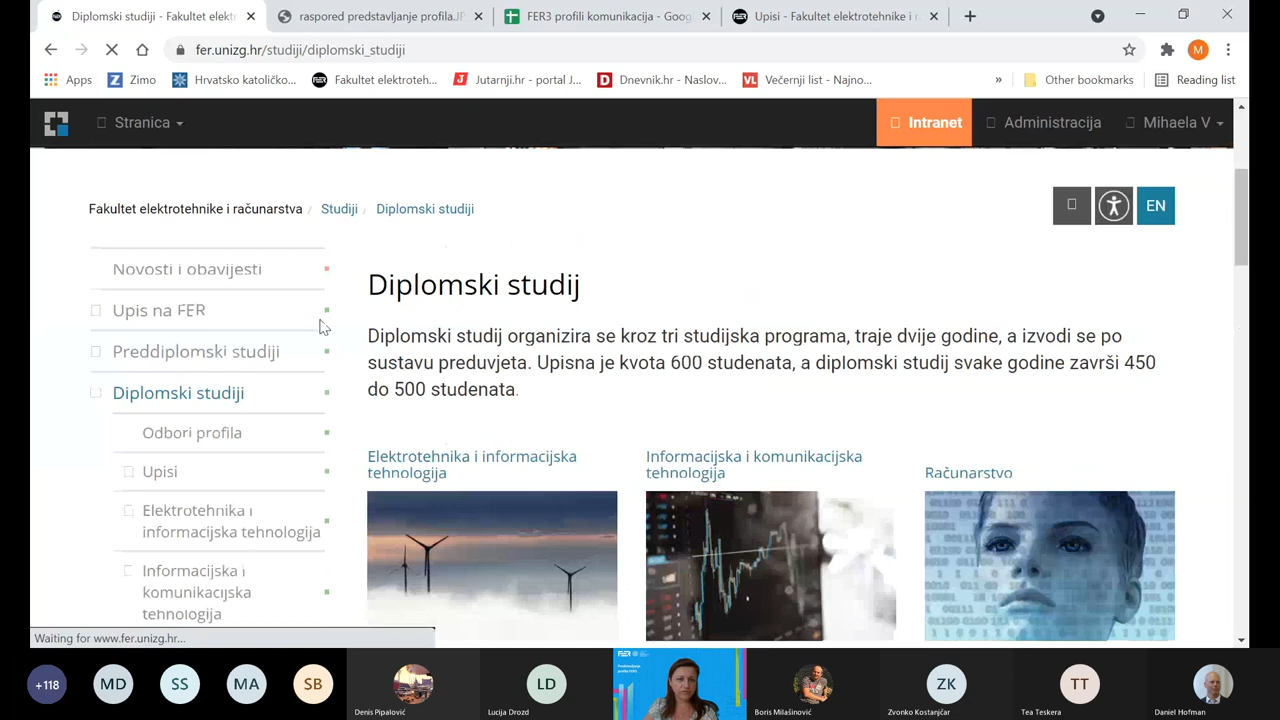 Diplomski studiji - Fakultet elektr
raspored predstavljanje profila.JP
FER3 profili komunikacija - Goog
Upisi - Fakultet elektrotehnike i r
fer.unizg.hr/studiji/diplomski_studiji
M
Apps
Zimo
Hrvatsko katoličko...
Fakultet elektroteh...
Jutarnji.hr - portal J...
Dnevnik.hr - Naslov...
VL
Večernji list - Najno...
»
Other bookmarks
Reading list
Stranica
Intranet
Administracija
Mihaela V
Fakultet elektrotehnike i računarstva / Studiji / Diplomski studiji
EN
Novosti i obavijesti
Upis na FER
Preddiplomski studiji
Diplomski studiji
Odbori profila
Upisi
Elektrotehnika i
informacijska tehnologija
Informacijska i
komunikacijska
tehnologija
Diplomski studij
Diplomski studij organizira se kroz tri studijska programa, traje dvije godine, a izvodi se po
sustavu preduvjeta. Upisna je kvota 600 studenata, a diplomski studij svake godine završi 450
do 500 studenata.
Elektrotehnika i informacijska
tehnologija
Informacijska i komunikacijska
tehnologija
Računarstvo
Waiting for www.fer.unizg.hr...
+118
MD
SS
MA
SB
Denis Pipalović
LD
Lucija Drozd
FER
Boris Milašinović
ZK
Zvonko Kostanjčar
TT
Tea Teskera
Daniel Hofman